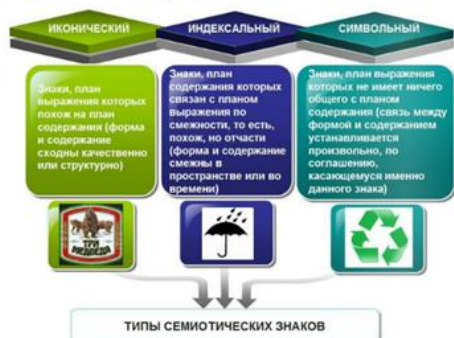 ИКОНИЧЕСКИЙ
ИНДЕКСАЛЬНЫЙ
СИМВОЛЬНЫЙ
Знаки, план
выражения которых
похож на план
содержания (форма
и содержание
сходны качественно
или структурно)
Знаки, план
содержания которых
связан с планом
выражения по
смежности, то есть,
похож, но отчасти
(форма и содержание
смежны в
пространстве или во
времени)
Знаки, план выражения
которых не имеет ничего
общего с планом
содержания (связь между
формой и содержанием
устанавливается
произвольно, по
соглашению,
касающемуся именно
данного знака)
ТРИ
МЕДВЕДЯ
ТИПЫ СЕМИОТИЧЕСКИХ ЗНАКОВ